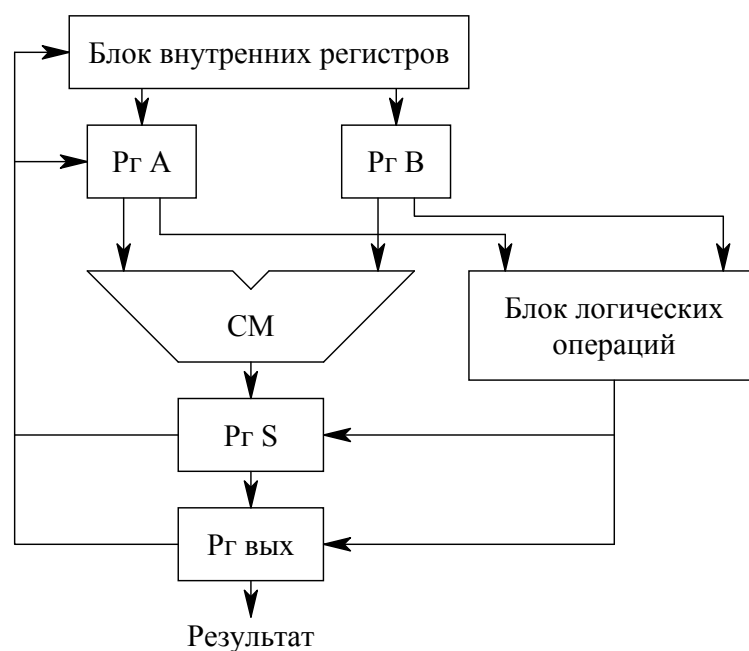 Блок внутренних регистров
Рг А
Рг В
СМ
Блок логических
операций
Рг S
Рг вых
Результат